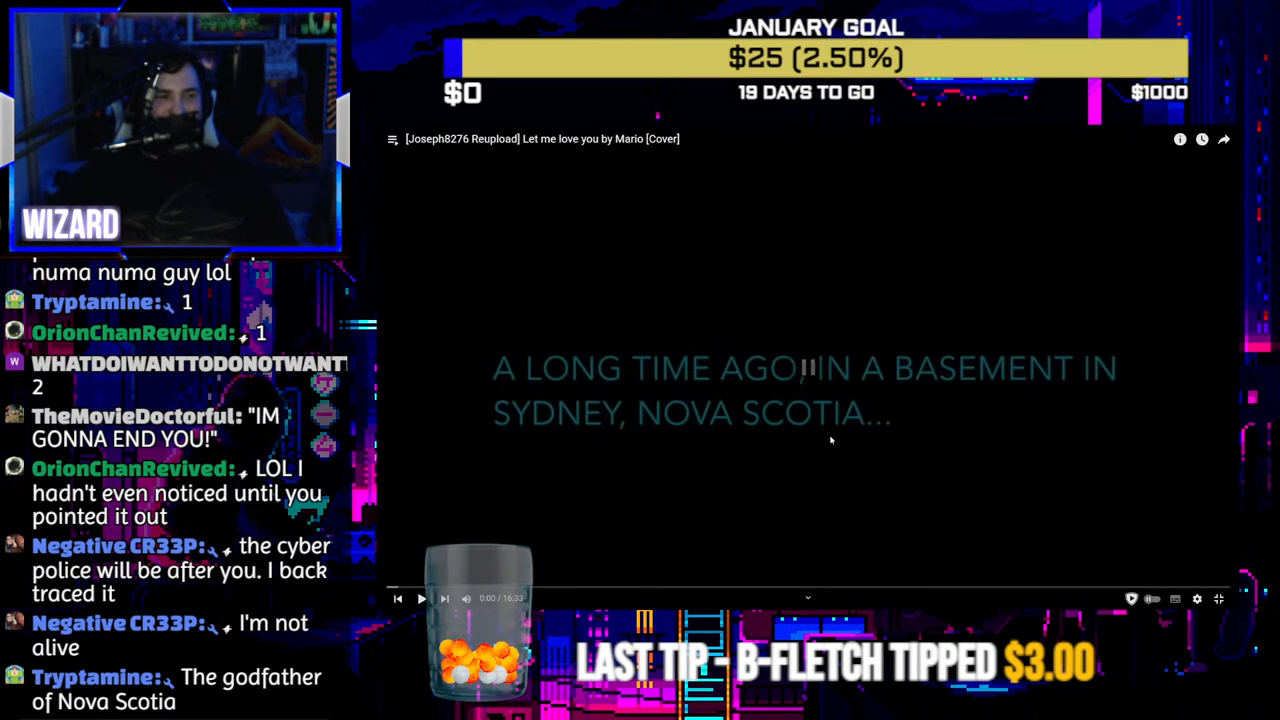 JANUARY GOAL
$25 (2.50%)
$0
19 DAYS TO GO
$1000
[Joseph8276 Reupload] Let me love you by Mario [Cover]
WIZARD
numa numa guy lol
Tryptamine: 1
OrionChanRevived: 1
WHATDOIWANTTODONOTWANT
2
TheMovieDoctorful: "IM
GONNA END YOU!"
OrionChanRevived: LOL I
hadn't even noticed until you
pointed it out
Negative CR33P: the cyber
police will be after you. I back
traced it
Negative CR33P: I'm not
alive
Tryptamine: The godfather
of Nova Scotia
A LONG TIME AGO, IN A BASEMENT IN
SYDNEY, NOVA SCOTIA...
0:00 / 16:33
LAST TIP - B-FLETCH TIPPED $3.00